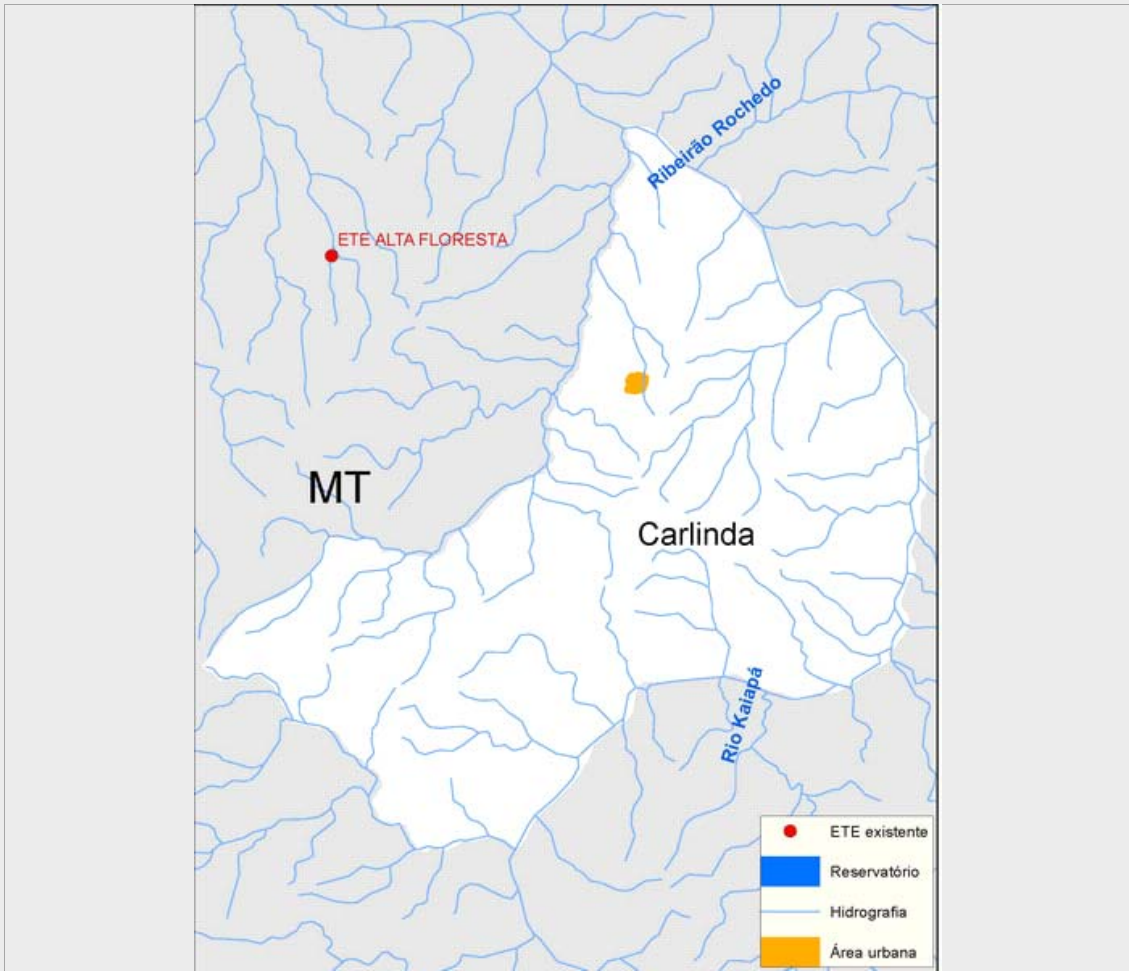 Ribeirão Rochedo
ETE ALTA FLORESTA
MT
Carlinda
Rio Kaiapá
ETE existente
Reservatório
Hidrografia
Área urbana